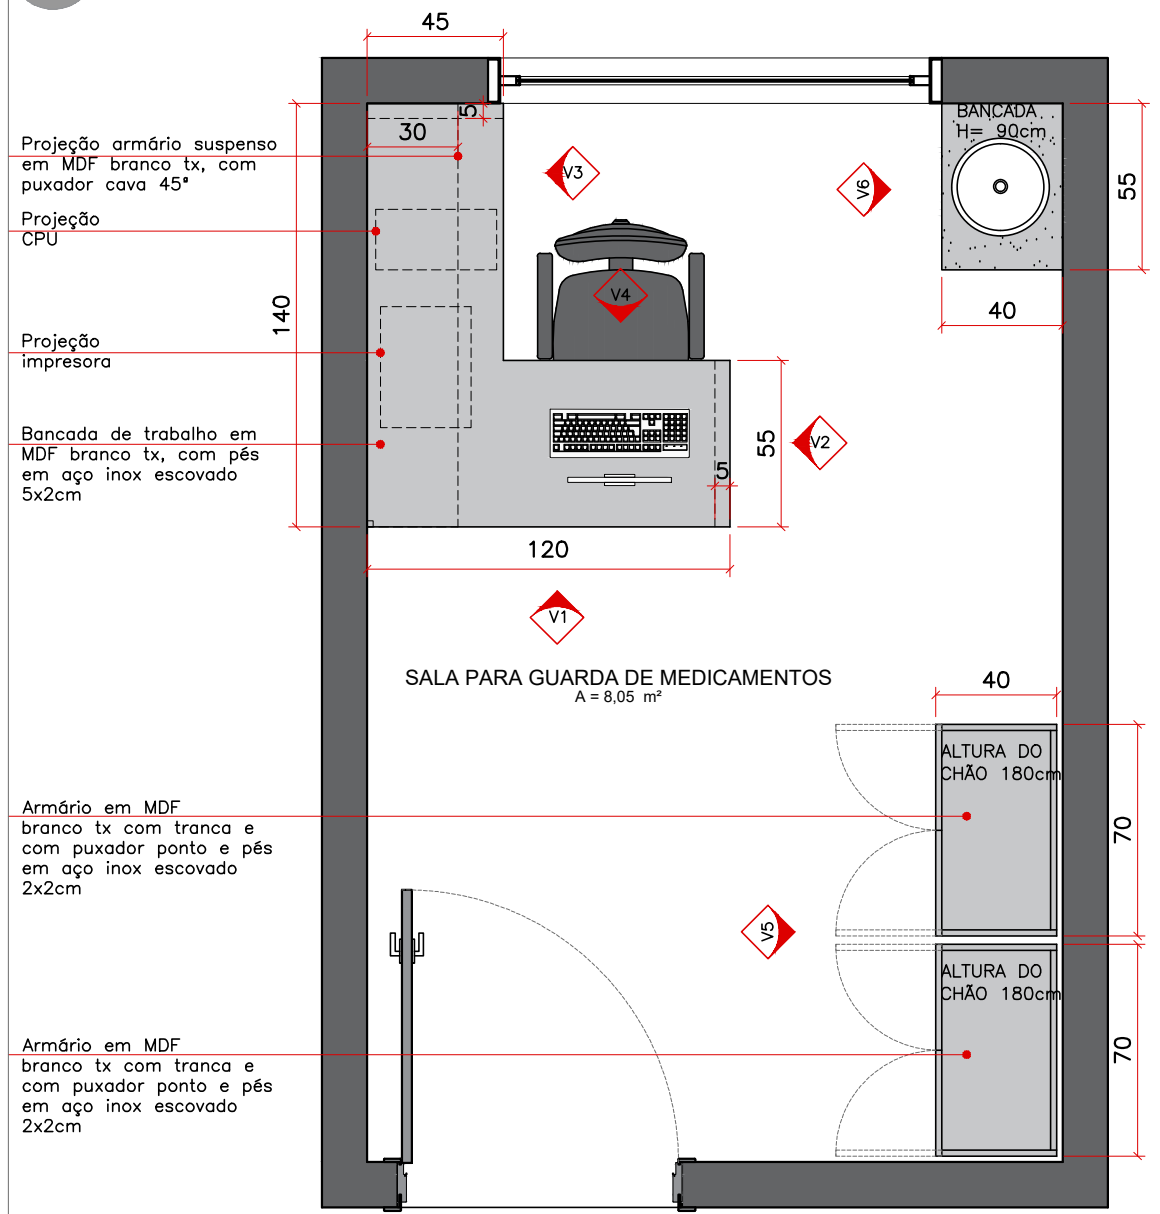 45
5
30
Projeção armário suspenso
em MDF branco tx, com
puxador cava 45ª
Projeção
CPU
140
Projeção
impresora
Bancada de trabalho em
MDF branco tx, com pés
em aço inox escovado
5x2cm
V3
V6
V4
BANCADA
H= 90cm
55
40
55
V2
5
120
V1
SALA PARA GUARDA DE MEDICAMENTOS
A = 8,05 m²
40
ALTURA DO
CHÃO 180cm
70
Armário em MDF
branco tx com tranca e
com puxador ponto e pés
em aço inox escovado
2x2cm
V5
ALTURA DO
CHÃO 180cm
70
Armário em MDF
branco tx com tranca e
com puxador ponto e pés
em aço inox escovado
2x2cm